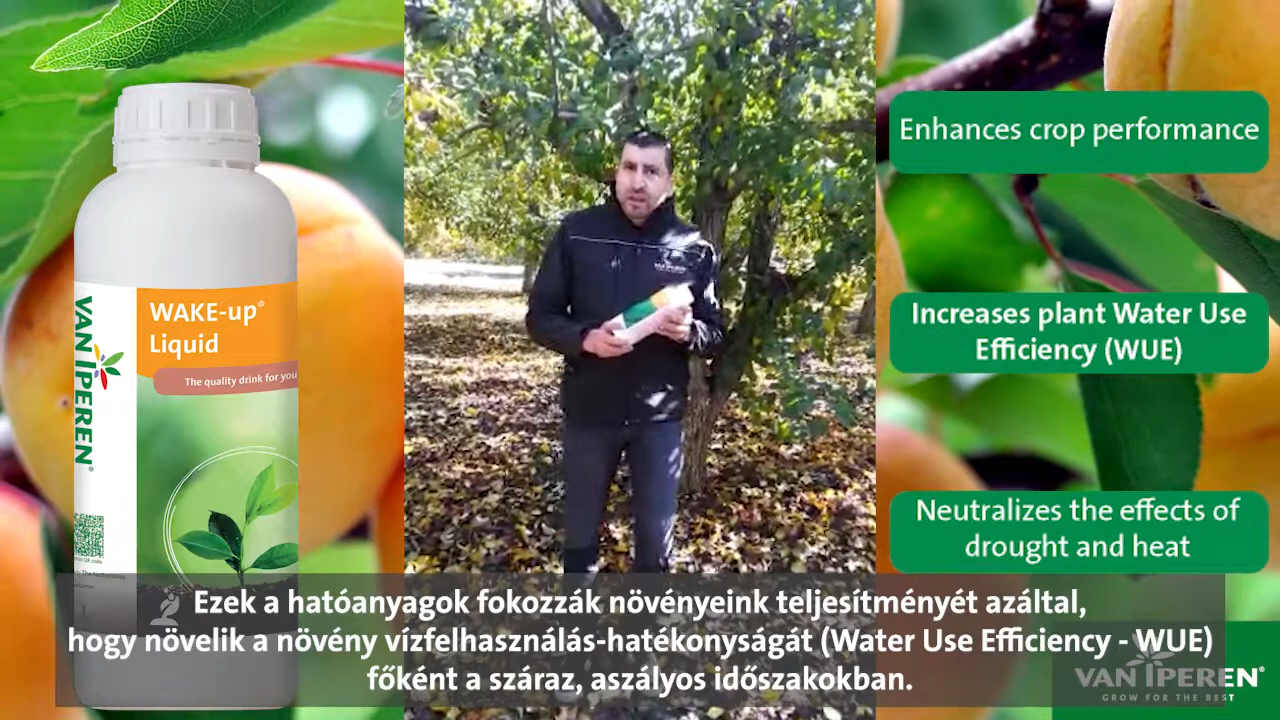 WAKE-up®
Liquid
The quality drink for you
VAN IPEREN®
Enhances crop performance
Increases plant Water Use
Efficiency (WUE)
Neutralizes the effects of
drought and heat
VAN IPEREN
Ezek a hatóanyagok fokozzák növényeink teljesítményét azáltal,
hogy növelik a növény vízfelhasználás-hatékonyságát (Water Use Efficiency - WUE)
főként a száraz, aszályos időszakokban.
VAN IPEREN®
GROW FOR THE BEST